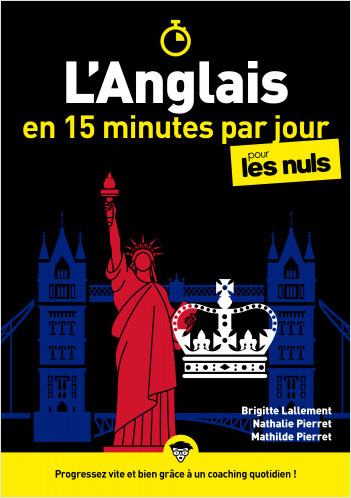 L'Anglais
en 15 minutes par jour
pour
les nuls
Brigitte Lallement
Nathalie Pierret
Mathilde Pierret
Progressez vite et bien grâce à un coaching quotidien !